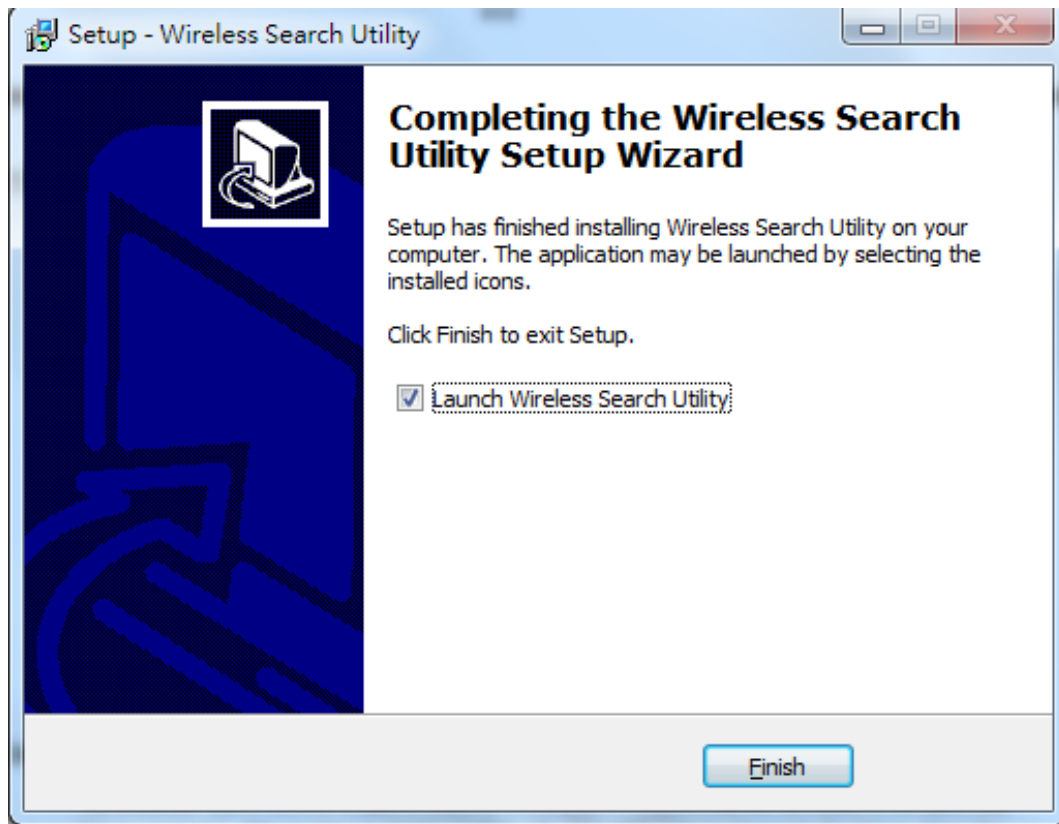 Setup - Wireless Search Utility
Completing the Wireless Search
Utility Setup Wizard
Setup has finished installing Wireless Search Utility on your
computer. The application may be launched by selecting the
installed icons.
Click Finish to exit Setup.
Launch Wireless Search Utility
Finish